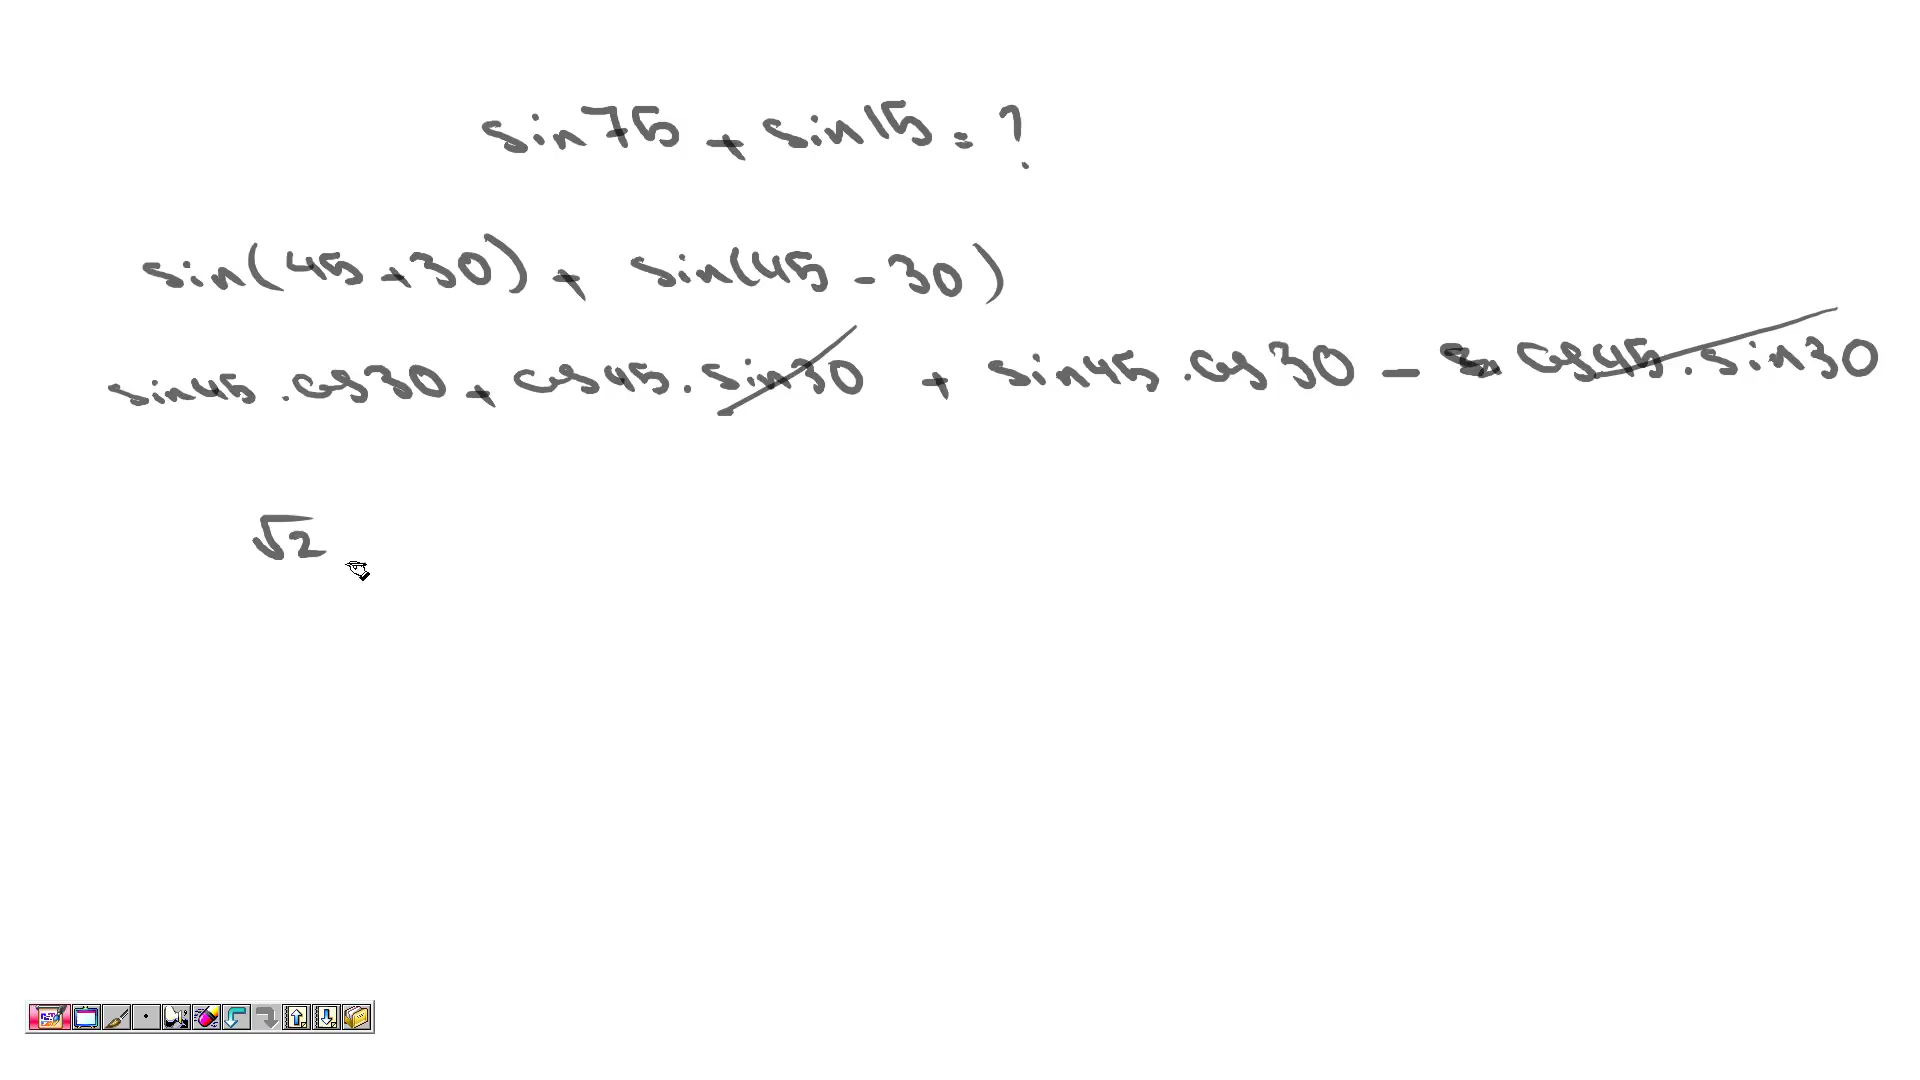 sin75 + sin15 = ?
sin(45+30) + sin(45-30)
sin45.cos30 + cos45.sin30 + sin45.cos30 - cos45.sin30
√2